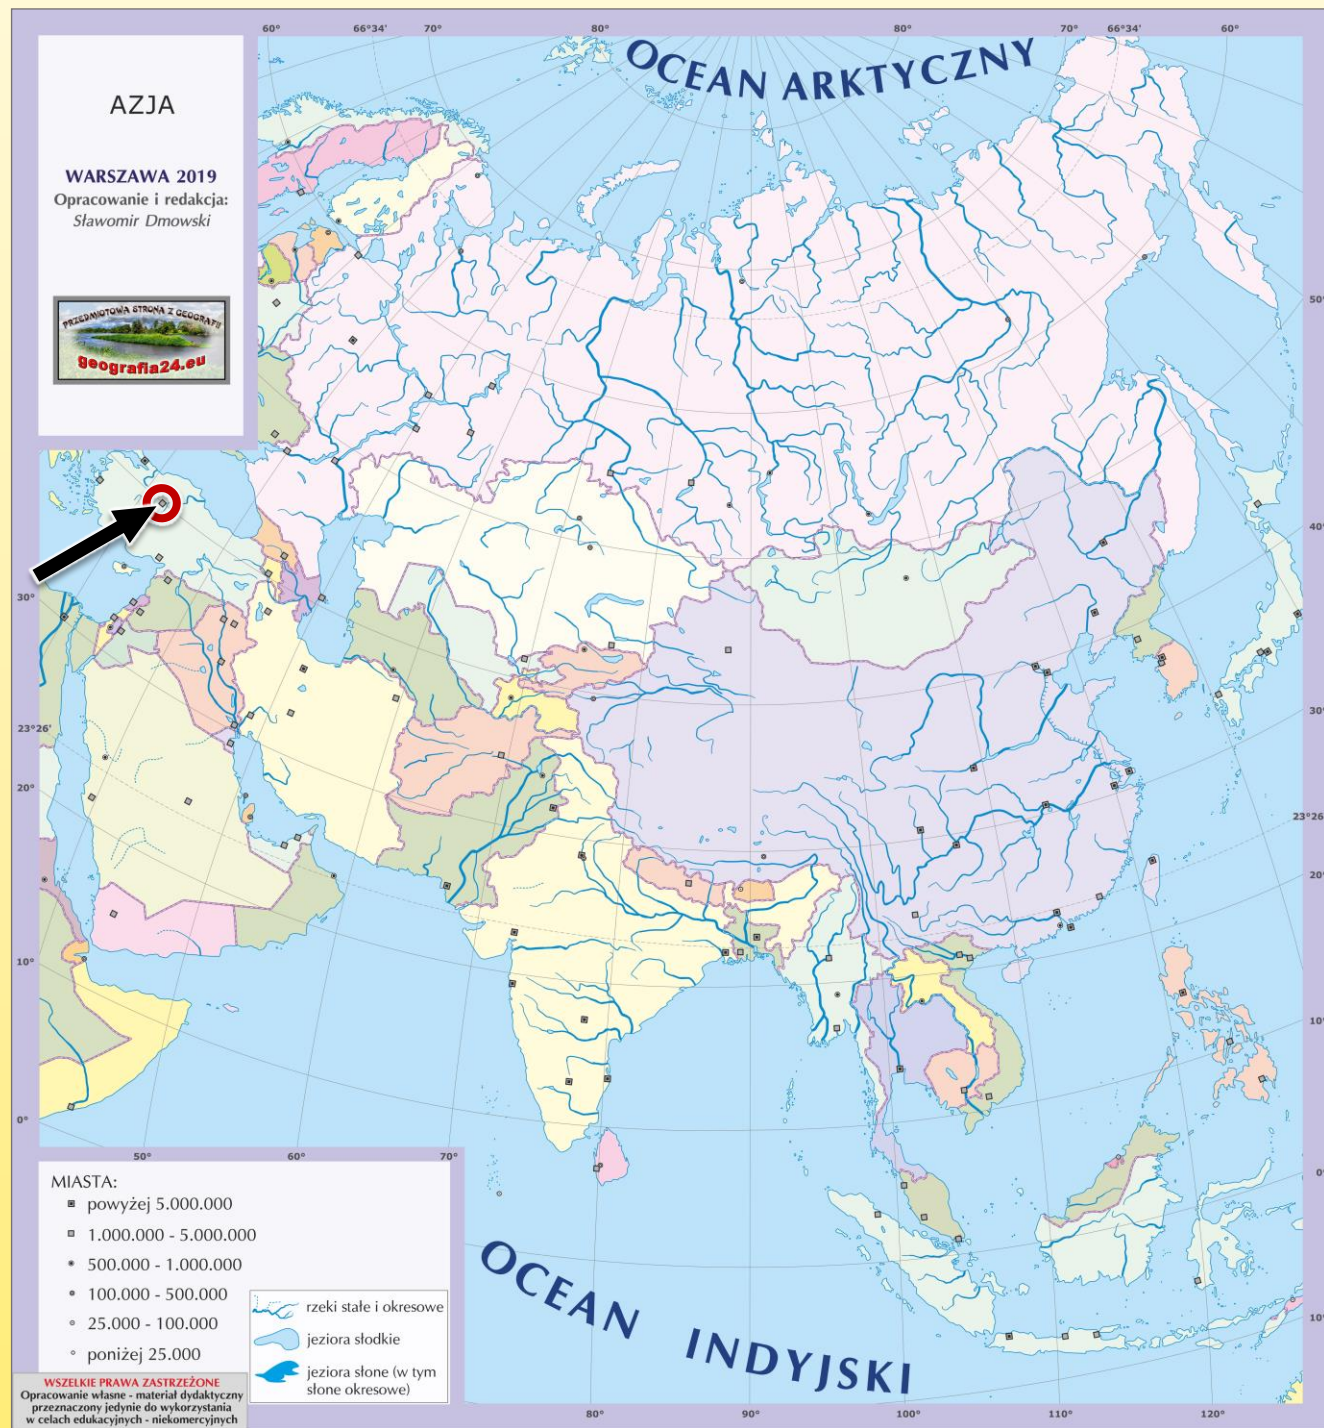 60°
66°34'
70°
80°
80°
70°
66°34'
60°
OCEAN ARKTYCZNY
AZJA
WARSZAWA 2019
Opracowanie i redakcja:
Sławomir Dmowski
PRZEDMIOTOWA STRONA Z GEOGRAFII
geografia24.eu
50°
40°
30°
30°
23°26'
20°
23°26'
20°
10°
10°
0°
0°
10°
50°
60°
70°
MIASTA:
powyżej 5.000.000
1.000.000 - 5.000.000
500.000 - 1.000.000
100.000 - 500.000
25.000 - 100.000
poniżej 25.000
rzeki stałe i okresowe
jeziora słodkie
jeziora słone (w tym
słone okresowe)
OCEAN INDYJSKI
WSZELKIE PRAWA ZASTRZEŻONE
Opracowanie własne - materiał dydaktyczny
przeznaczony jedynie do wykorzystania
w celach edukacyjnych - niekomercyjnych
80°
90°
100°
110°
120°